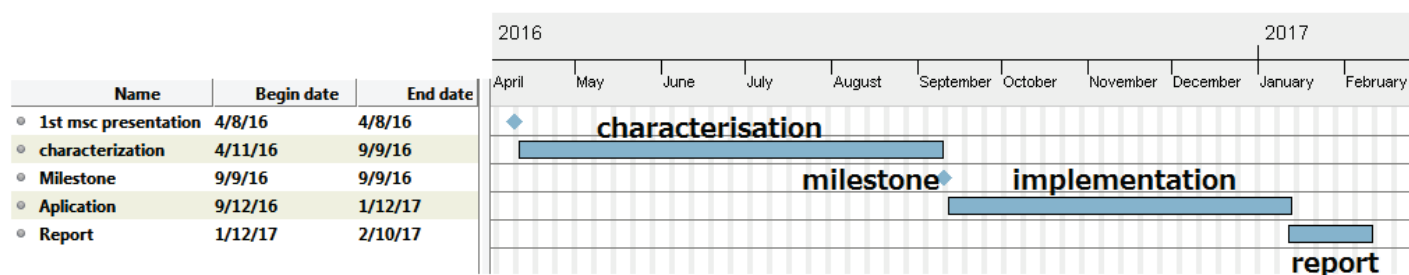 2016 2017
April May June July August September October November December January February
Name Begin date End date
1st msc presentation 4/8/16 4/8/16
characterisation
characterization 4/11/16 9/9/16
Milestone 9/9/16 9/9/16
milestone implementation
Aplication 9/12/16 1/12/17
Report 1/12/17 2/10/17
report